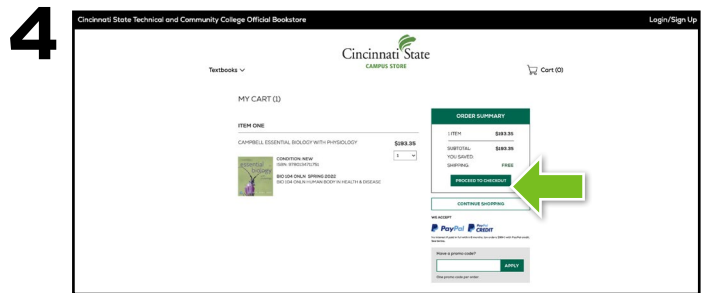 4
Cincinnati State Technical and Community College Official Bookstore
Login/Sign Up
Cincinnati State
CAMPUS STORE
Textbooks
Cart (0)
MY CART (1)
ITEM ONE
CAMPBELL ESSENTIAL BIOLOGY WITH PHYSIOLOGY
$193.35
1
essential
biology
CONDITION: NEW
BIO 104 ONLN SPRING 2022
BIO 104 ONLN HUMAN BODY IN HEALTH & DISEASE
ORDER SUMMARY
1 ITEM $193.35
SUBTOTAL: $193.35
YOU SAVED:
SHIPPING: FREE
PROCEED TO CHECKOUT
CONTINUE SHOPPING
WE ACCEPT
PayPal
PayPal CREDIT
Have a promo code?
APPLY
One promo code per order